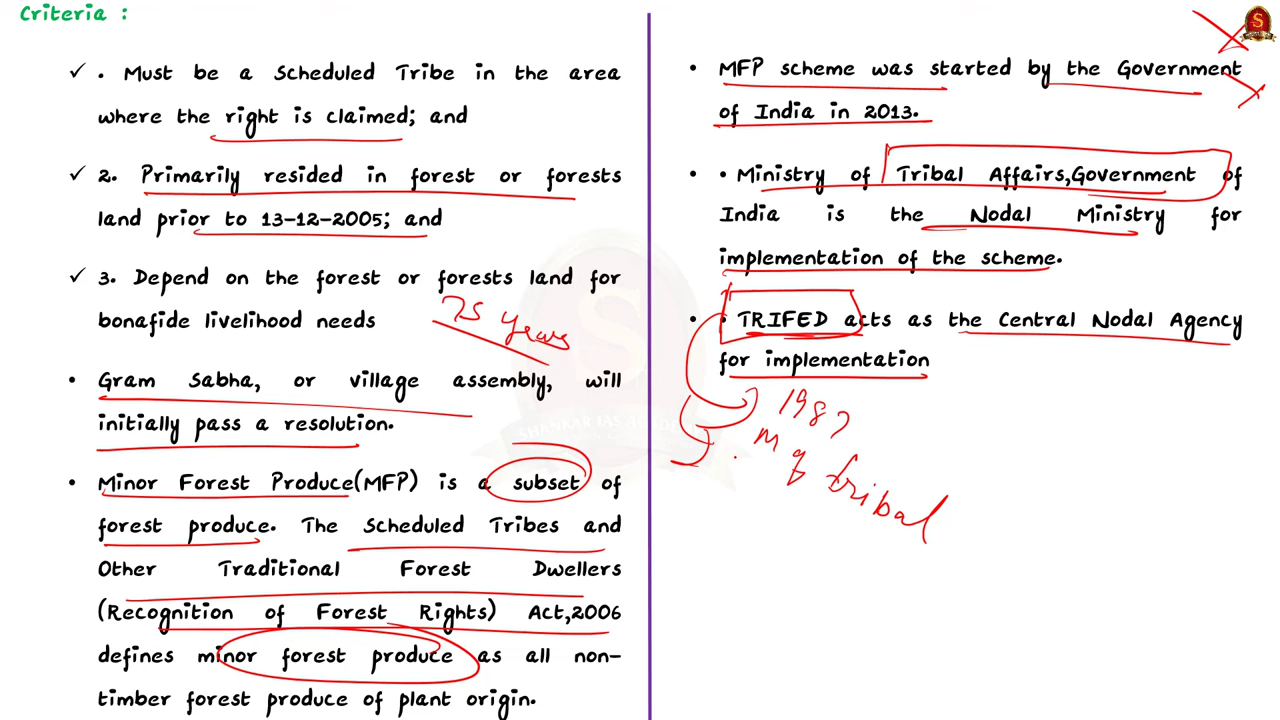 Criteria :
✓ . Must be a Scheduled Tribe in the area
where the right is claimed; and
✓ 2. Primarily resided in forest or forests
land prior to 13-12-2005; and
✓ 3. Depend on the forest or forests land for
bonafide livelihood needs
75 years
• Gram Sabha, or village assembly, will
initially pass a resolution.
• Minor Forest Produce(MFP) is a subset of
forest produce. The Scheduled Tribes and
Other Traditional Forest Dwellers
(Recognition of Forest Rights) Act,2006
defines minor forest produce as all non-
timber forest produce of plant origin.
• MFP scheme was started by the Government
of India in 2013.
• • Ministry of Tribal Affairs,Government of
India is the Nodal Ministry for
implementation of the scheme.
• • TRIFED acts as the Central Nodal Agency
for implementation
1987
M of tribal
SHANKAR IAS ACADEMY